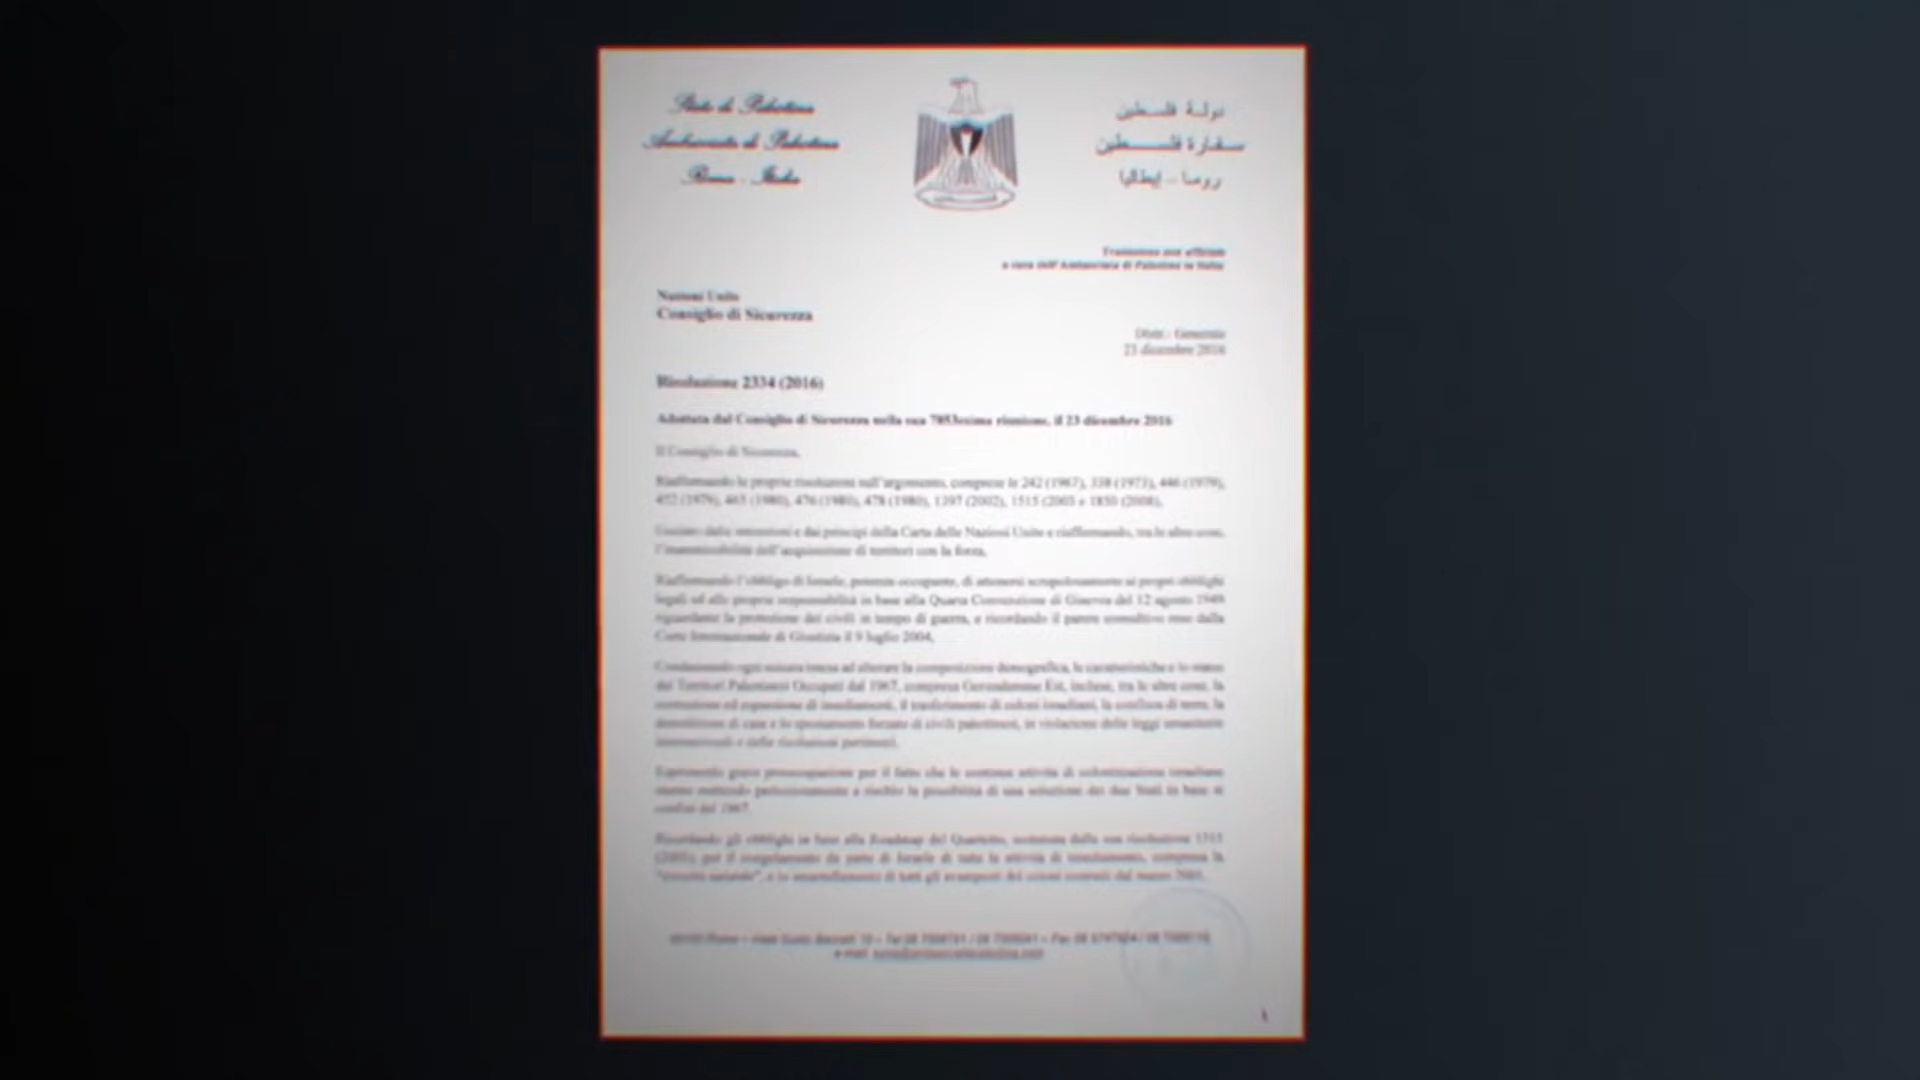 Stato di Palestina
Ambasciata di Palestina
Roma - Italia
دولة فلسطين
سفارة فلسطين
روما - إيطاليا
Traduzione non ufficiale
a cura dell'Ambasciata di Palestina in Italia
Nazioni Unite
Consiglio di Sicurezza
Distr.: Generale
23 dicembre 2016
Risoluzione 2334 (2016)
Adottata dal Consiglio di Sicurezza nella sua 7853esima riunione, il 23 dicembre 2016
Il Consiglio di Sicurezza,
Riaffermando le proprie risoluzioni sull'argomento, comprese le 242 (1967), 338 (1973), 446 (1979),
452 (1979), 465 (1980), 476 (1980), 478 (1980), 1397 (2002), 1515 (2003 e 1850 (2008),
dalle intenzioni e dai principi della Carta delle Nazioni Unite e riaffermando, tra le altre cose,
l'inammissibilità dell'acquisizione di territori con la forza,
Riaffermando l'obbligo di Israele, potenza occupante, di attenersi scrupolosamente ai propri obblighi
legali ed alle proprie responsabilità in base alla Quarta Convenzione di Ginevra del 12 agosto 1949
riguardante la protezione dei civili in tempo di guerra, e ricordando il parere consultivo reso dalla
Corte Internazionale di Giustizia il 9 luglio 2004,
Condannando ogni misura intesa ad alterare la composizione demografica, le caratteristiche e lo status
dei Territori Palestinesi Occupati dal 1967, compresa Gerusalemme Est, incluse, tra le altre cose, la
costruzione ed espansione di insediamenti, il trasferimento di coloni israeliani, la confisca di terre, la
demolizione di case e lo spostamento forzato di civili palestinesi, in violazione delle leggi umanitarie
internazionali e delle risoluzioni pertinenti,
Esprimendo grave preoccupazione per il fatto che le continue attività di colonizzazione israeliane
stanno mettendo pericolosamente a rischio la possibilità di una soluzione dei due Stati in base ai
confini del 1967,
Ricordando gli obblighi in base alla Roadmap del Quartetto, sostenuta dalla sua risoluzione 1515
(2003), per il congelamento da parte di Israele di tutte le attività di insediamento, compresa la
"crescita naturale", e lo smantellamento di tutti gli avamposti dei coloni costruiti dal marzo 2001,
Roma – Viale Guido Baccelli 10 – Tel 06
e-mail
1